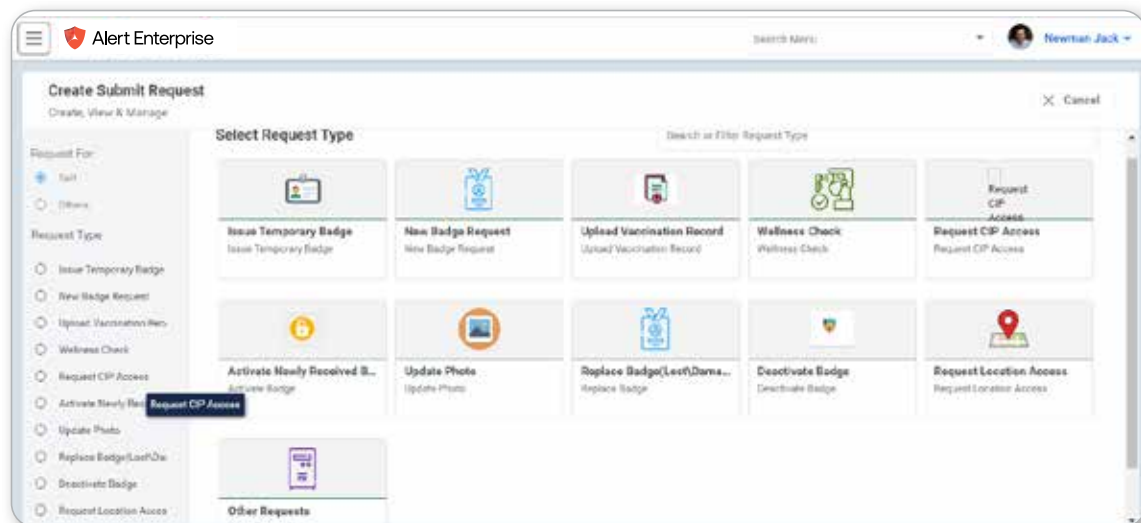 Alert Enterprise
Search Menu
Newman Jack
Create Submit Request
Create, View & Manage
Cancel
Request For
Self
Others
Request Type
Issue Temporary Badge
New Badge Request
Upload Vaccination Rec
Wellness Check
Request CIP Access
Activate Newly Rec
Request CIP Access
Update Photo
Replace Badge(Lost\Da
Deactivate Badge
Request Location Acces
Select Request Type
Search or Filter Request Type
Issue Temporary Badge
Issue Temporary Badge
New Badge Request
New Badge Request
Upload Vaccination Record
Upload Vaccination Record
Wellness Check
Wellness Check
Request
CIP
Access
Request CIP Access
Request CIP Access
Activate Newly Received B...
Activate Badge
Update Photo
Update Photo
Replace Badge(Lost\Dama...
Replace Badge
Deactivate Badge
Deactivate Badge
Request Location Access
Request Location Access
Other Requests